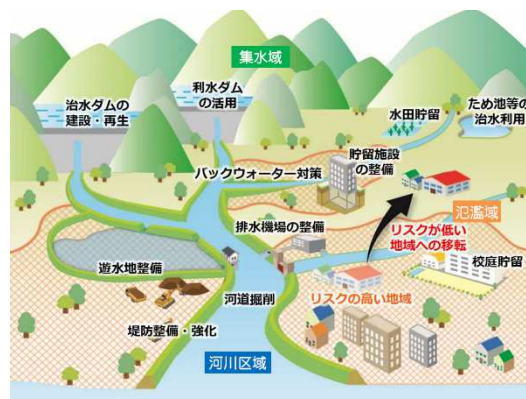 集水域
治水ダムの
建設・再生
利水ダム
の活用
水田貯留
ため池等の
治水利用
貯留施設
の整備
バックウォーター対策
氾濫域
排水機場の整備
リスクが低い
地域への移転
校庭貯留
遊水地整備
河道掘削
リスクの高い地域
堤防整備・強化
河川区域